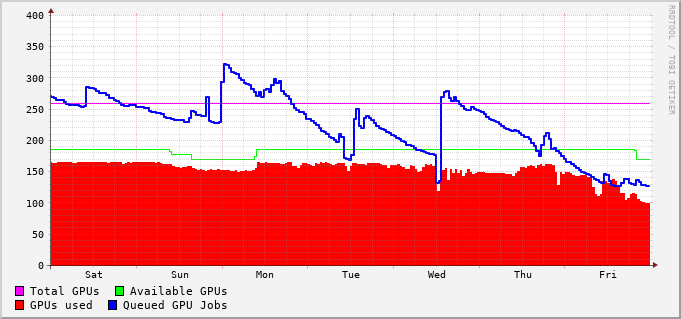 400
350
300
250
200
150
100
50
0
Sat Sun Mon Tue Wed Thu Fri
Total GPUs Available GPUs
GPUs used Queued GPU Jobs
RRDTOOL / TOBI OETIKER